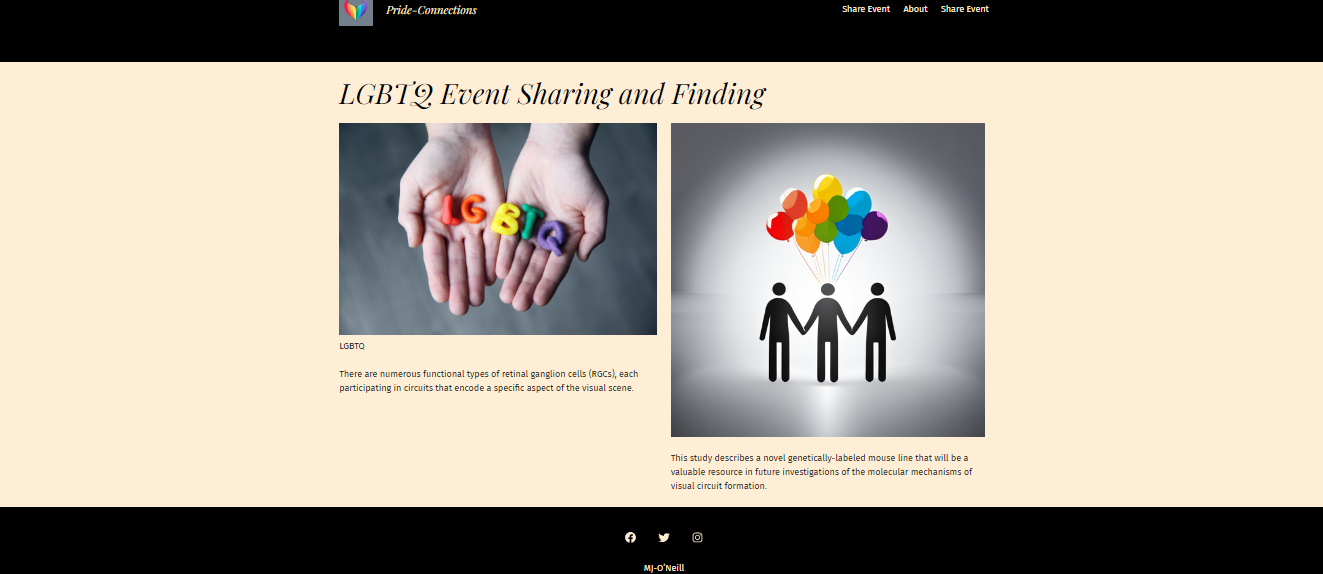 Pride-Connections
Share Event About Share Event
LGBTQ Event Sharing and Finding
LGBTQ
LGBTQ
There are numerous functional types of retinal ganglion cells (RGCs), each
participating in circuits that encode a specific aspect of the visual scene.
This study describes a novel genetically-labeled mouse line that will be a
valuable resource in future investigations of the molecular mechanisms of
visual circuit formation.
MJ-O'Neill